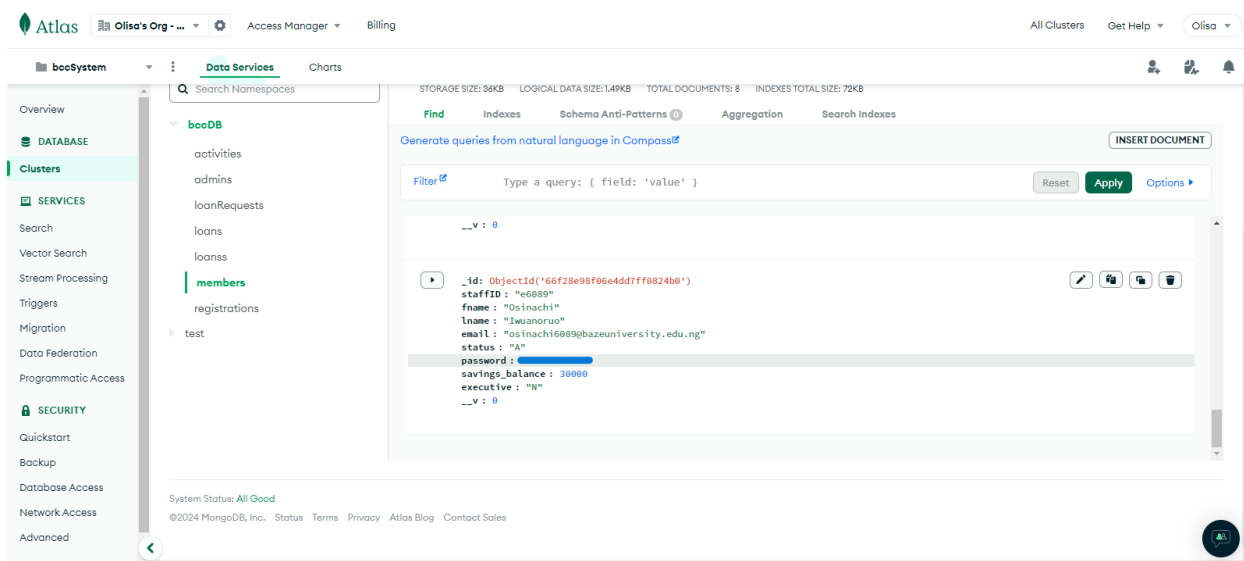 Atlas
Olisa's Org - ...
Access Manager
Billing
All Clusters
Get Help
Olisa
bccSystem
Data Services
Charts
Overview
DATABASE
Clusters
SERVICES
Search
Vector Search
Stream Processing
Triggers
Migration
Data Federation
Programmatic Access
SECURITY
Quickstart
Backup
Database Access
Network Access
Advanced
Search Namespaces
bccDB
activities
admins
loanRequests
loans
loanss
members
registrations
test
STORAGE SIZE: 36KB LOGICAL DATA SIZE: 1.49KB TOTAL DOCUMENTS: 8 INDEXES TOTAL SIZE: 72KB
Find Indexes Schema Anti-Patterns 0 Aggregation Search Indexes
Generate queries from natural language in Compass
INSERT DOCUMENT
Filter
Type a query: { field: 'value' }
Reset
Apply
Options
__v : 0
_id: ObjectId('66f28e98f06e4dd7ff0824b0')
staffID : "e6089"
fname : "Osinachi"
lname : "Iwuanoruo"
email : "osinachi6089@bazeuniversity.edu.ng"
status : "A"
password :
savings_balance : 30000
executive : "N"
__v : 0
System Status: All Good
©2024 MongoDB, Inc. Status Terms Privacy Atlas Blog Contact Sales